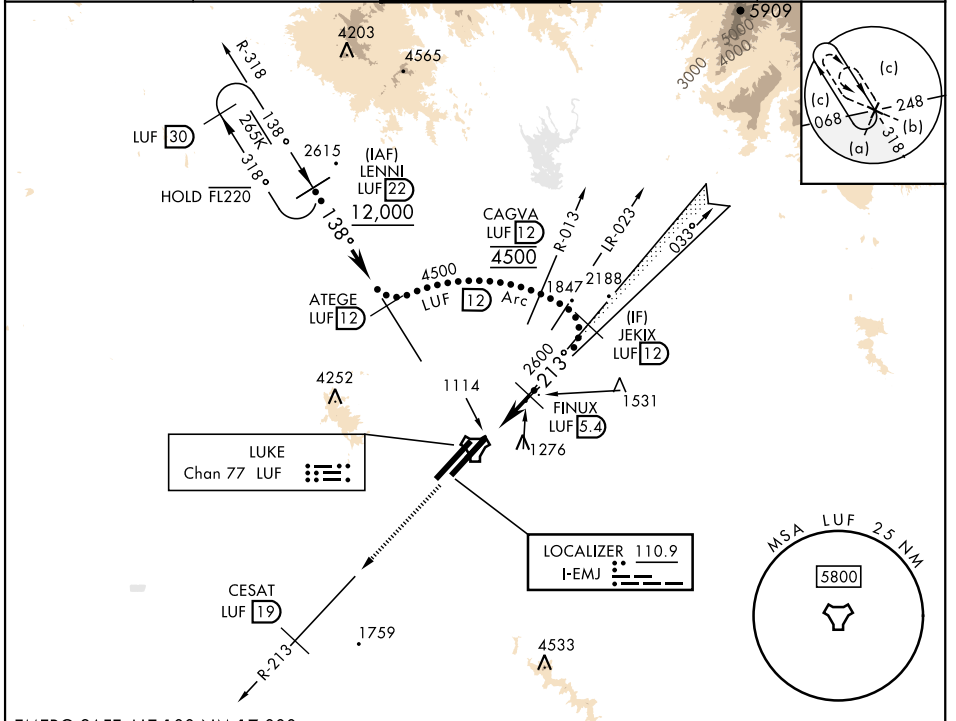 5909
5000
4000
3000
4203
4565
R-318
LUF 30
265K
138°
318°
2615
HOLD FL220
(IAF)
LENNI
LUF 22
12,000
138°
(c)
(c)
068
248
(b)
(a)
318
CAGVA
LUF 12
4500
R-013
LR-023
033°
ATEGE
LUF 12
4500
LUF 12 Arc
1847
2188
(IF)
JEKIX
LUF 12
2600
213°
4252
1114
1531
FINUX
LUF 5.4
1276
LUKE
Chan 77 LUF
LOCALIZER 110.9
I-EMJ
MSA LUF 25 NM
5800
CESAT
LUF 19
R-213
1759
4533